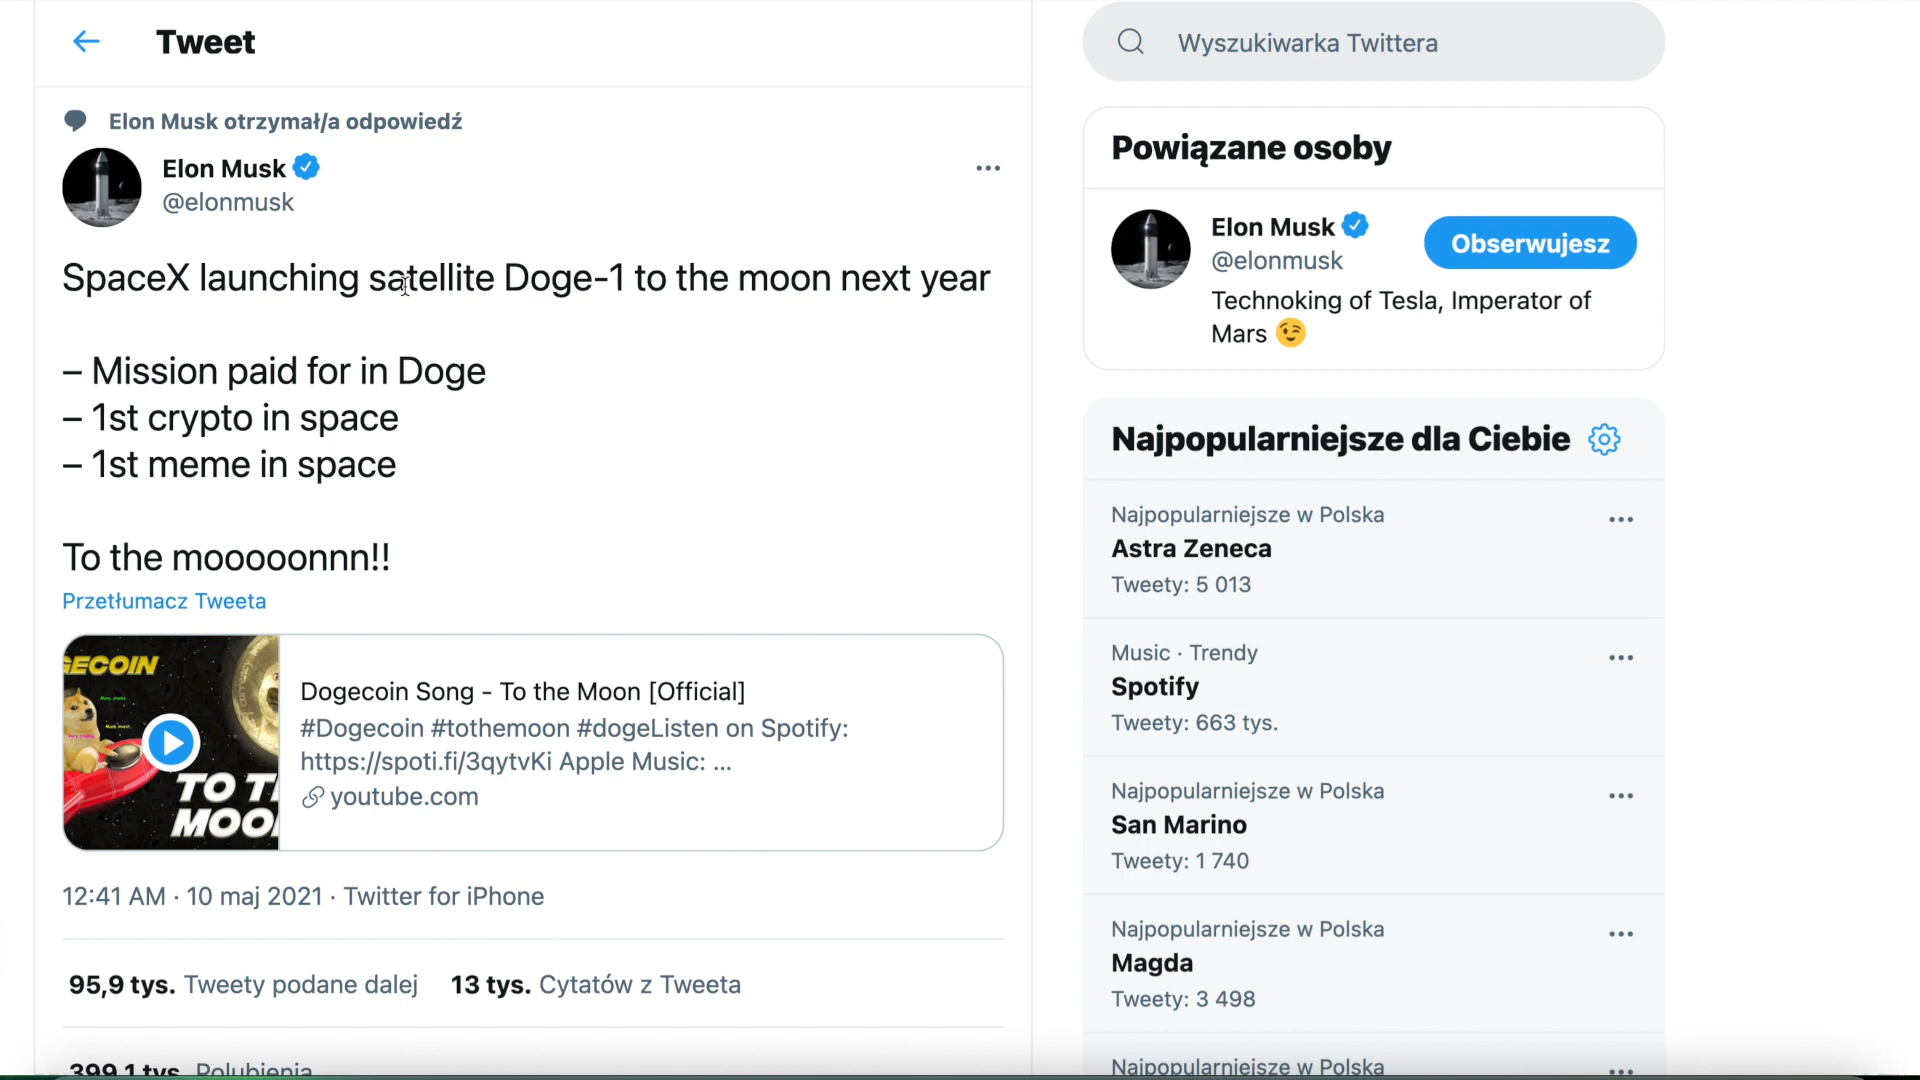 Tweet
Elon Musk otrzymał/a odpowiedź
Elon Musk
@elonmusk
SpaceX launching satellite Doge-1 to the moon next year
– Mission paid for in Doge
– 1st crypto in space
– 1st meme in space
To the mooooonnn!!
Przetłumacz Tweeta
GECOIN
TO T
MOO
Dogecoin Song - To the Moon [Official]
#Dogecoin #tothemoon #dogeListen on Spotify:
https://spoti.fi/3qytvKi Apple Music: ...
youtube.com
12:41 AM · 10 maj 2021 · Twitter for iPhone
95,9 tys. Tweety podane dalej 13 tys. Cytatów z Tweeta
399,1 tys. Polubienia
Wyszukiwarka Twittera
Powiązane osoby
Elon Musk
@elonmusk
Obserwujesz
Technoking of Tesla, Imperator of
Mars 😉
Najpopularniejsze dla Ciebie
Najpopularniejsze w Polska
Astra Zeneca
Tweety: 5 013
Music · Trendy
Spotify
Tweety: 663 tys.
Najpopularniejsze w Polska
San Marino
Tweety: 1 740
Najpopularniejsze w Polska
Magda
Tweety: 3 498
Najpopularniejsze w Polska